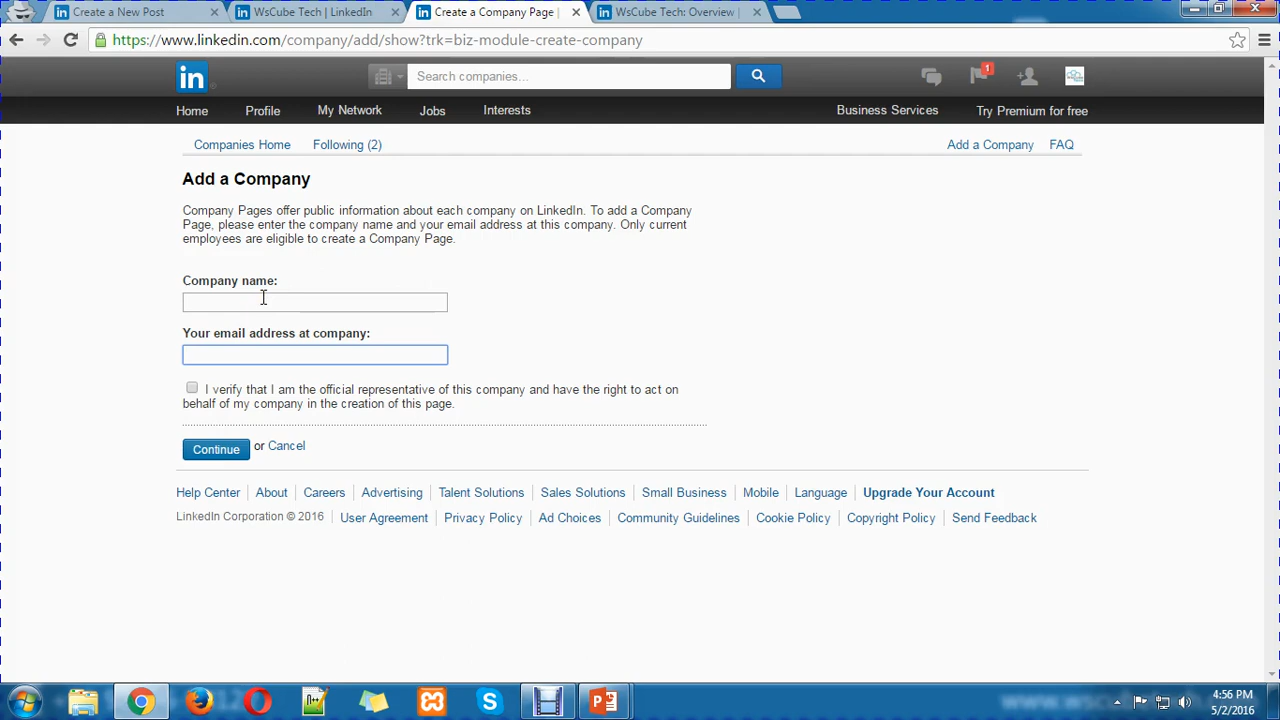 Create a New Post
WsCube Tech | LinkedIn
Create a Company Page |
WsCube Tech: Overview |
https://www.linkedin.com/company/add/show?trk=biz-module-create-company
in
Search companies...
1
Home
Profile
My Network
Jobs
Interests
Business Services
Try Premium for free
Companies Home
Following (2)
Add a Company
FAQ
Add a Company
Company Pages offer public information about each company on LinkedIn. To add a Company
Page, please enter the company name and your email address at this company. Only current
employees are eligible to create a Company Page.
Company name:
Your email address at company:
I verify that I am the official representative of this company and have the right to act on
behalf of my company in the creation of this page.
Continue or Cancel
Help Center
About
Careers
Advertising
Talent Solutions
Sales Solutions
Small Business
Mobile
Language
Upgrade Your Account
LinkedIn Corporation © 2016
User Agreement
Privacy Policy
Ad Choices
Community Guidelines
Cookie Policy
Copyright Policy
Send Feedback
4:56 PM
5/2/2016